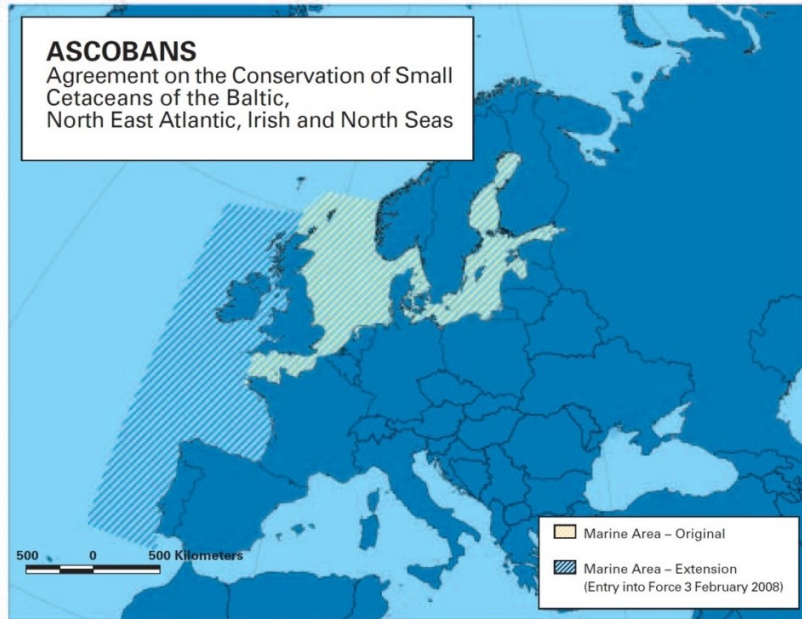 ASCOBANS
Agreement on the Conservation of Small
Cetaceans of the Baltic,
North East Atlantic, Irish and North Seas
500 0 500 Kilometers
Marine Area – Original
Marine Area – Extension
(Entry into Force 3 February 2008)